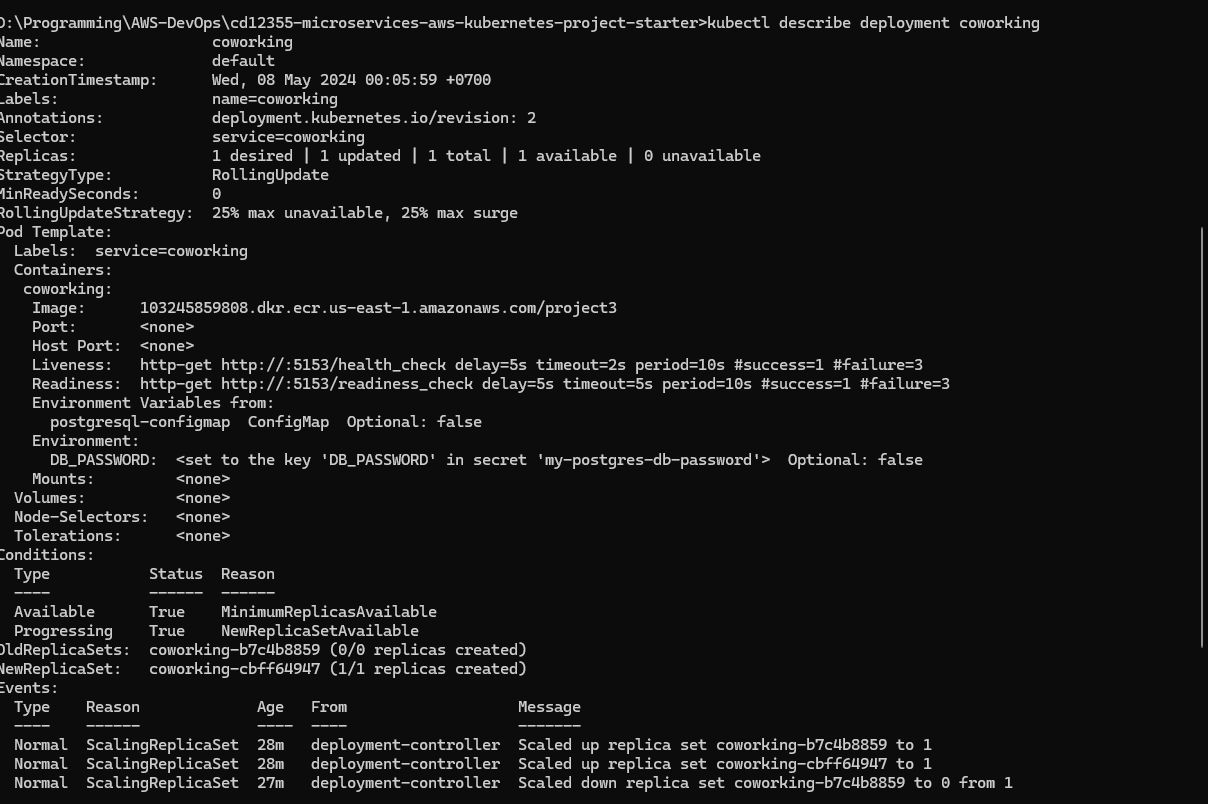 D:\Programming\AWS-DevOps\cd12355-microservices-aws-kubernetes-project-starter>kubectl describe deployment coworking
Name:                   coworking
Namespace:              default
CreationTimestamp:      Wed, 08 May 2024 00:05:59 +0700
Labels:                 name=coworking
Annotations:            deployment.kubernetes.io/revision: 2
Selector:               service=coworking
Replicas:               1 desired | 1 updated | 1 total | 1 available | 0 unavailable
StrategyType:           RollingUpdate
MinReadySeconds:        0
RollingUpdateStrategy:  25% max unavailable, 25% max surge
Pod Template:
  Labels:  service=coworking
  Containers:
   coworking:
    Image:      103245859808.dkr.ecr.us-east-1.amazonaws.com/project3
    Port:       <none>
    Host Port:  <none>
    Liveness:   http-get http://:5153/health_check delay=5s timeout=2s period=10s #success=1 #failure=3
    Readiness:  http-get http://:5153/readiness_check delay=5s timeout=5s period=10s #success=1 #failure=3
    Environment Variables from:
      postgresql-configmap  ConfigMap  Optional: false
    Environment:
      DB_PASSWORD:  <set to the key 'DB_PASSWORD' in secret 'my-postgres-db-password'>  Optional: false
    Mounts:         <none>
  Volumes:          <none>
  Node-Selectors:   <none>
  Tolerations:      <none>
Conditions:
  Type           Status  Reason
  ----           ------  ------
  Available      True    MinimumReplicasAvailable
  Progressing    True    NewReplicaSetAvailable
OldReplicaSets:  coworking-b7c4b8859 (0/0 replicas created)
NewReplicaSet:   coworking-cbff64947 (1/1 replicas created)
Events:
  Type    Reason             Age   From                   Message
  ----    ------             ----  ----                   -------
  Normal  ScalingReplicaSet  28m   deployment-controller  Scaled up replica set coworking-b7c4b8859 to 1
  Normal  ScalingReplicaSet  28m   deployment-controller  Scaled up replica set coworking-cbff64947 to 1
  Normal  ScalingReplicaSet  27m   deployment-controller  Scaled down replica set coworking-b7c4b8859 to 0 from 1